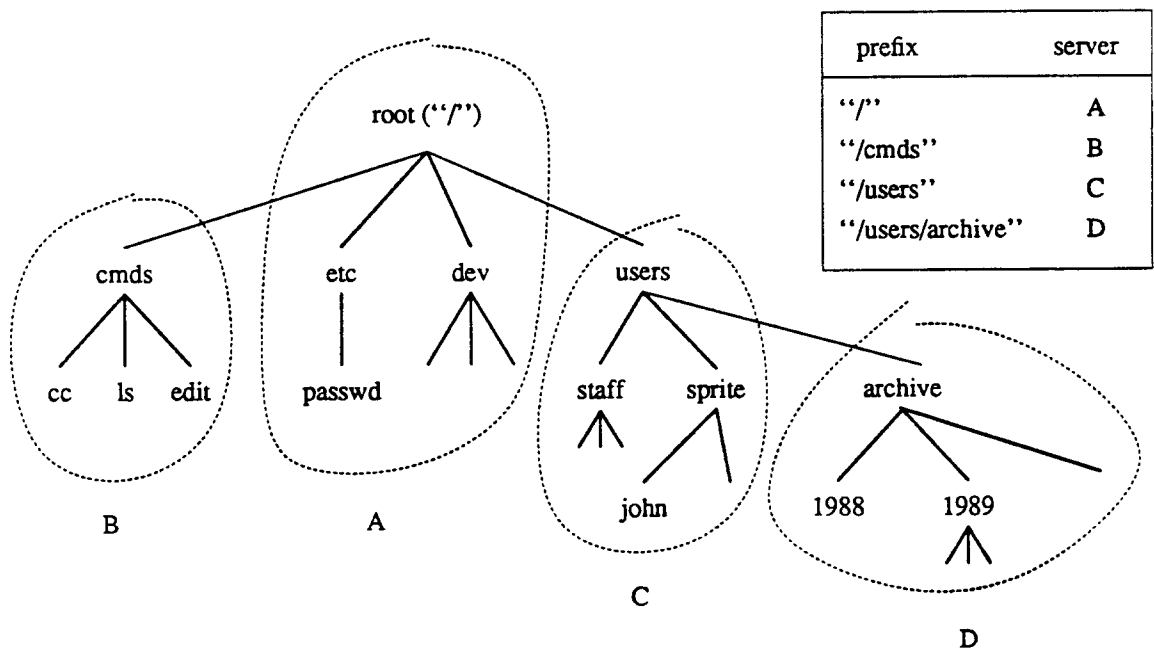 prefix server
“/” A
“/cmds” B
“/users” C
“/users/archive” D
root (“/”)
cmds etc dev users
cc ls edit passwd staff sprite archive
john 1988 1989
B A
C
D